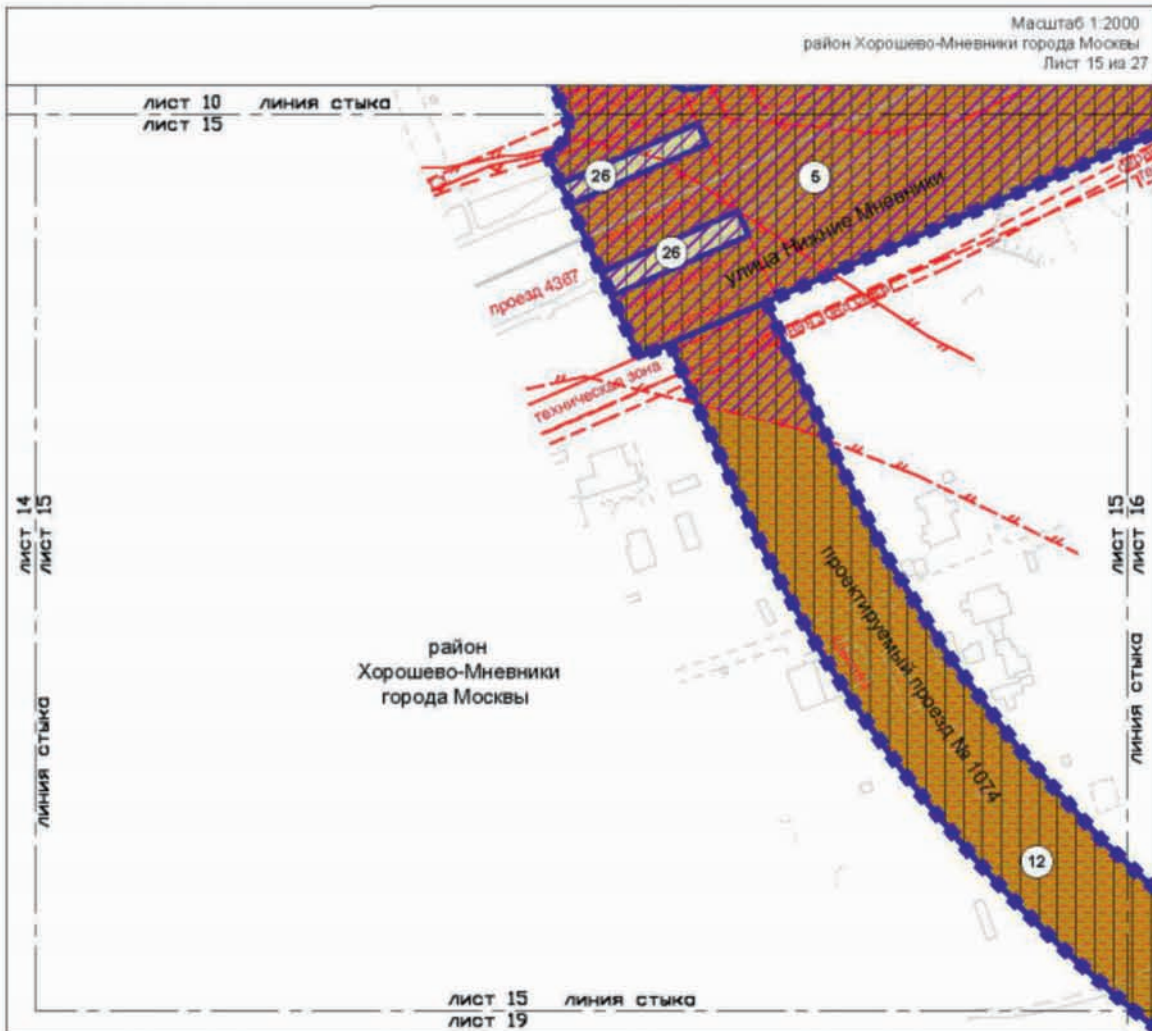 Масштаб 1:2000
район Хорошево-Мневники города Москвы
Лист 15 из 27
лист 10 линия стыка
лист 15
26
5
26
улица Нижние Мневники
проезд 4367
техническая зона
лист 14
лист 15
лист 15
лист 16
проектируемый проезд № 1074
район
Хорошево-Мневники
города Москвы
линия стыка
линия стыка
12
лист 15 линия стыка
лист 19